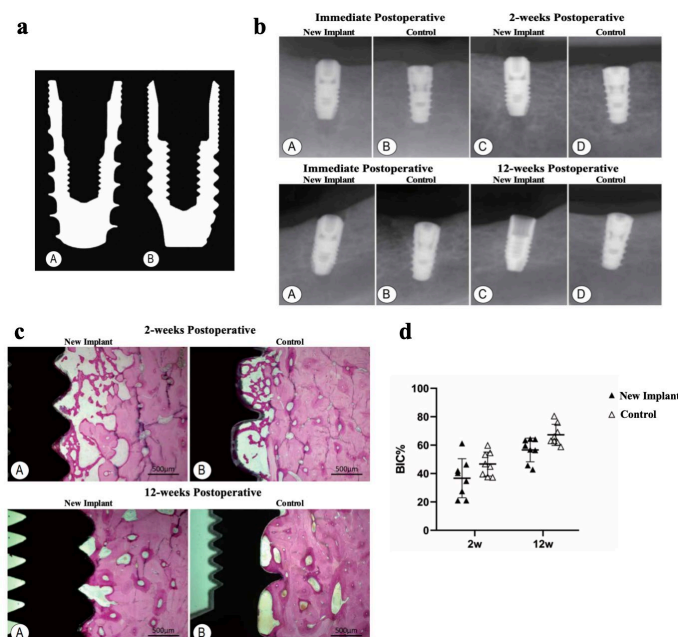 a
A B
b
Immediate Postoperative 2-weeks Postoperative
New Implant Control New Implant Control
A B C D
Immediate Postoperative 12-weeks Postoperative
New Implant Control New Implant Control
A B C D
c
2-weeks Postoperative
New Implant Control
A 500μm B 500μm
12-weeks Postoperative
New Implant Control
A 500μm B 500μm
d
100
80
60
40
20
0
BIC%
2w 12w
New Implant
Control